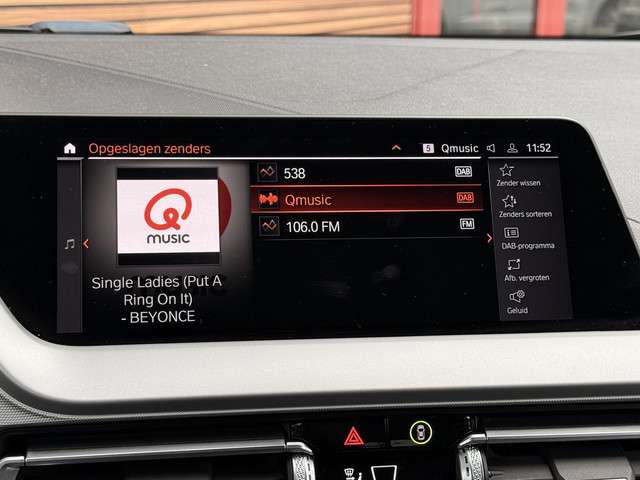 Opgeslagen zenders
5 Qmusic 11:52
Q
MUSIC
Single Ladies (Put A
Ring On It)
- BEYONCE
538 DAB
Qmusic DAB
106.0 FM FM
Zender wissen
Zenders sorteren
DAB-programma
Afb. vergroten
Geluid